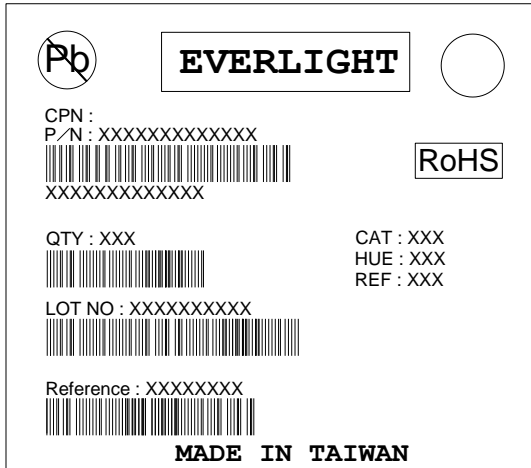 Pb
EVERLIGHT
CPN :
P／N : XXXXXXXXXXXXX
RoHS
XXXXXXXXXXXXX
QTY : XXX
CAT : XXX
HUE : XXX
REF : XXX
LOT NO : XXXXXXXXXX
Reference : XXXXXXXX
MADE IN TAIWAN